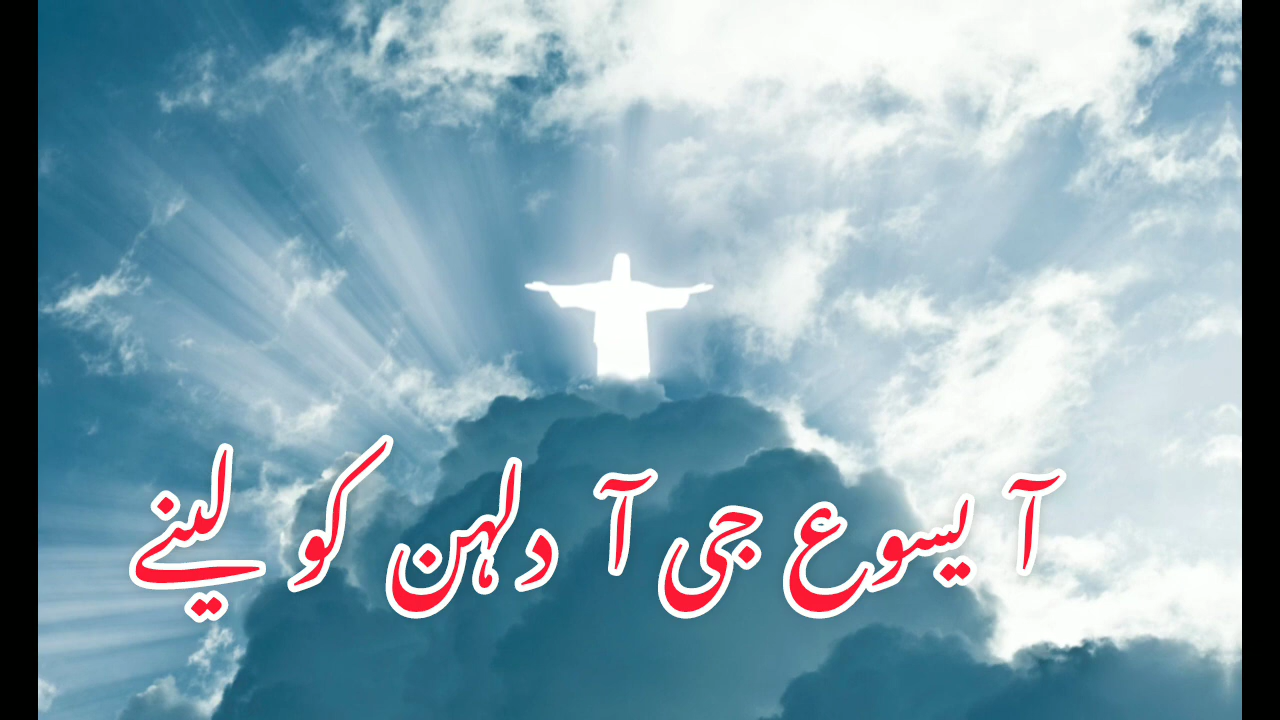 آ یسوع جی آ دلہن کو لینے